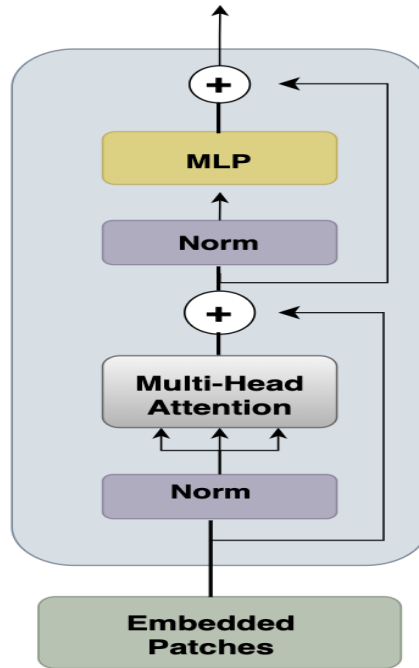 +
MLP
Norm
+
Multi-Head
Attention
Norm
Embedded
Patches